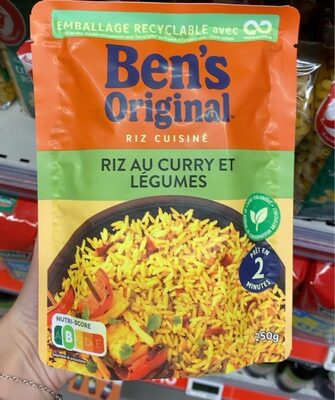 EMBALLAGE RECYCLABLE avec
Ben's
Original
RIZ CUISINÉ
RIZ AU CURRY ET
LÉGUMES
PRÊT EN
2
MINUTES
NUTRI-SCORE
A B C D E
250g